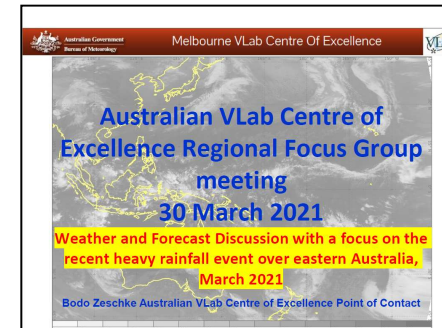 Australian Government
Bureau of Meteorology
Melbourne VLab Centre Of Excellence
Australian VLab Centre of
Excellence Regional Focus Group
meeting
30 March 2021
Weather and Forecast Discussion with a focus on the
recent heavy rainfall event over eastern Australia,
March 2021
Bodo Zeschke Australian VLab Centre of Excellence Point of Contact